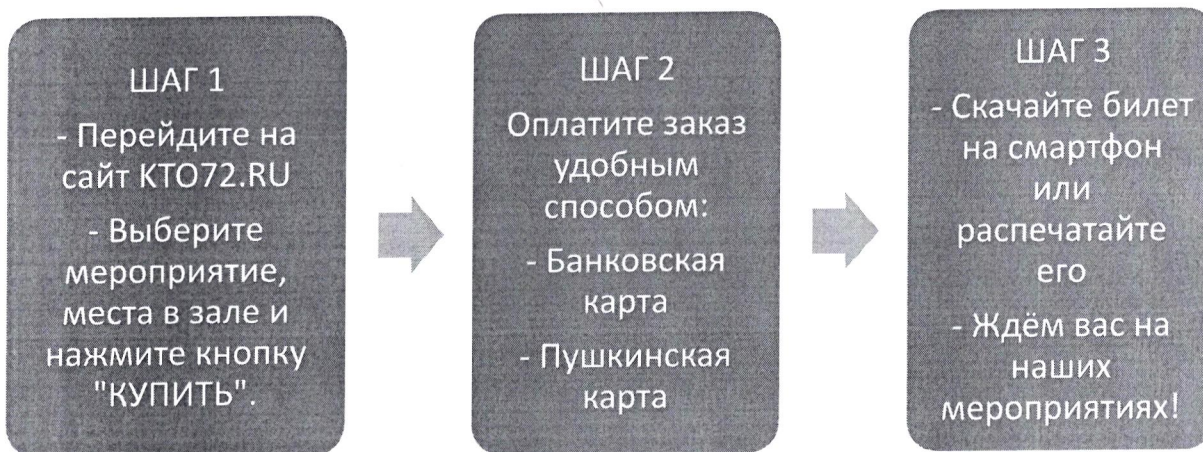 ШАГ 1
- Перейдите на
сайт KTO72.RU
- Выберите
мероприятие,
места в зале и
нажмите кнопку
"КУПИТЬ".
ШАГ 2
Оплатите заказ
удобным
способом:
- Банковская
карта
- Пушкинская
карта
ШАГ 3
- Скачайте билет
на смартфон
или
распечатайте
его
- Ждём вас на
наших
мероприятиях!